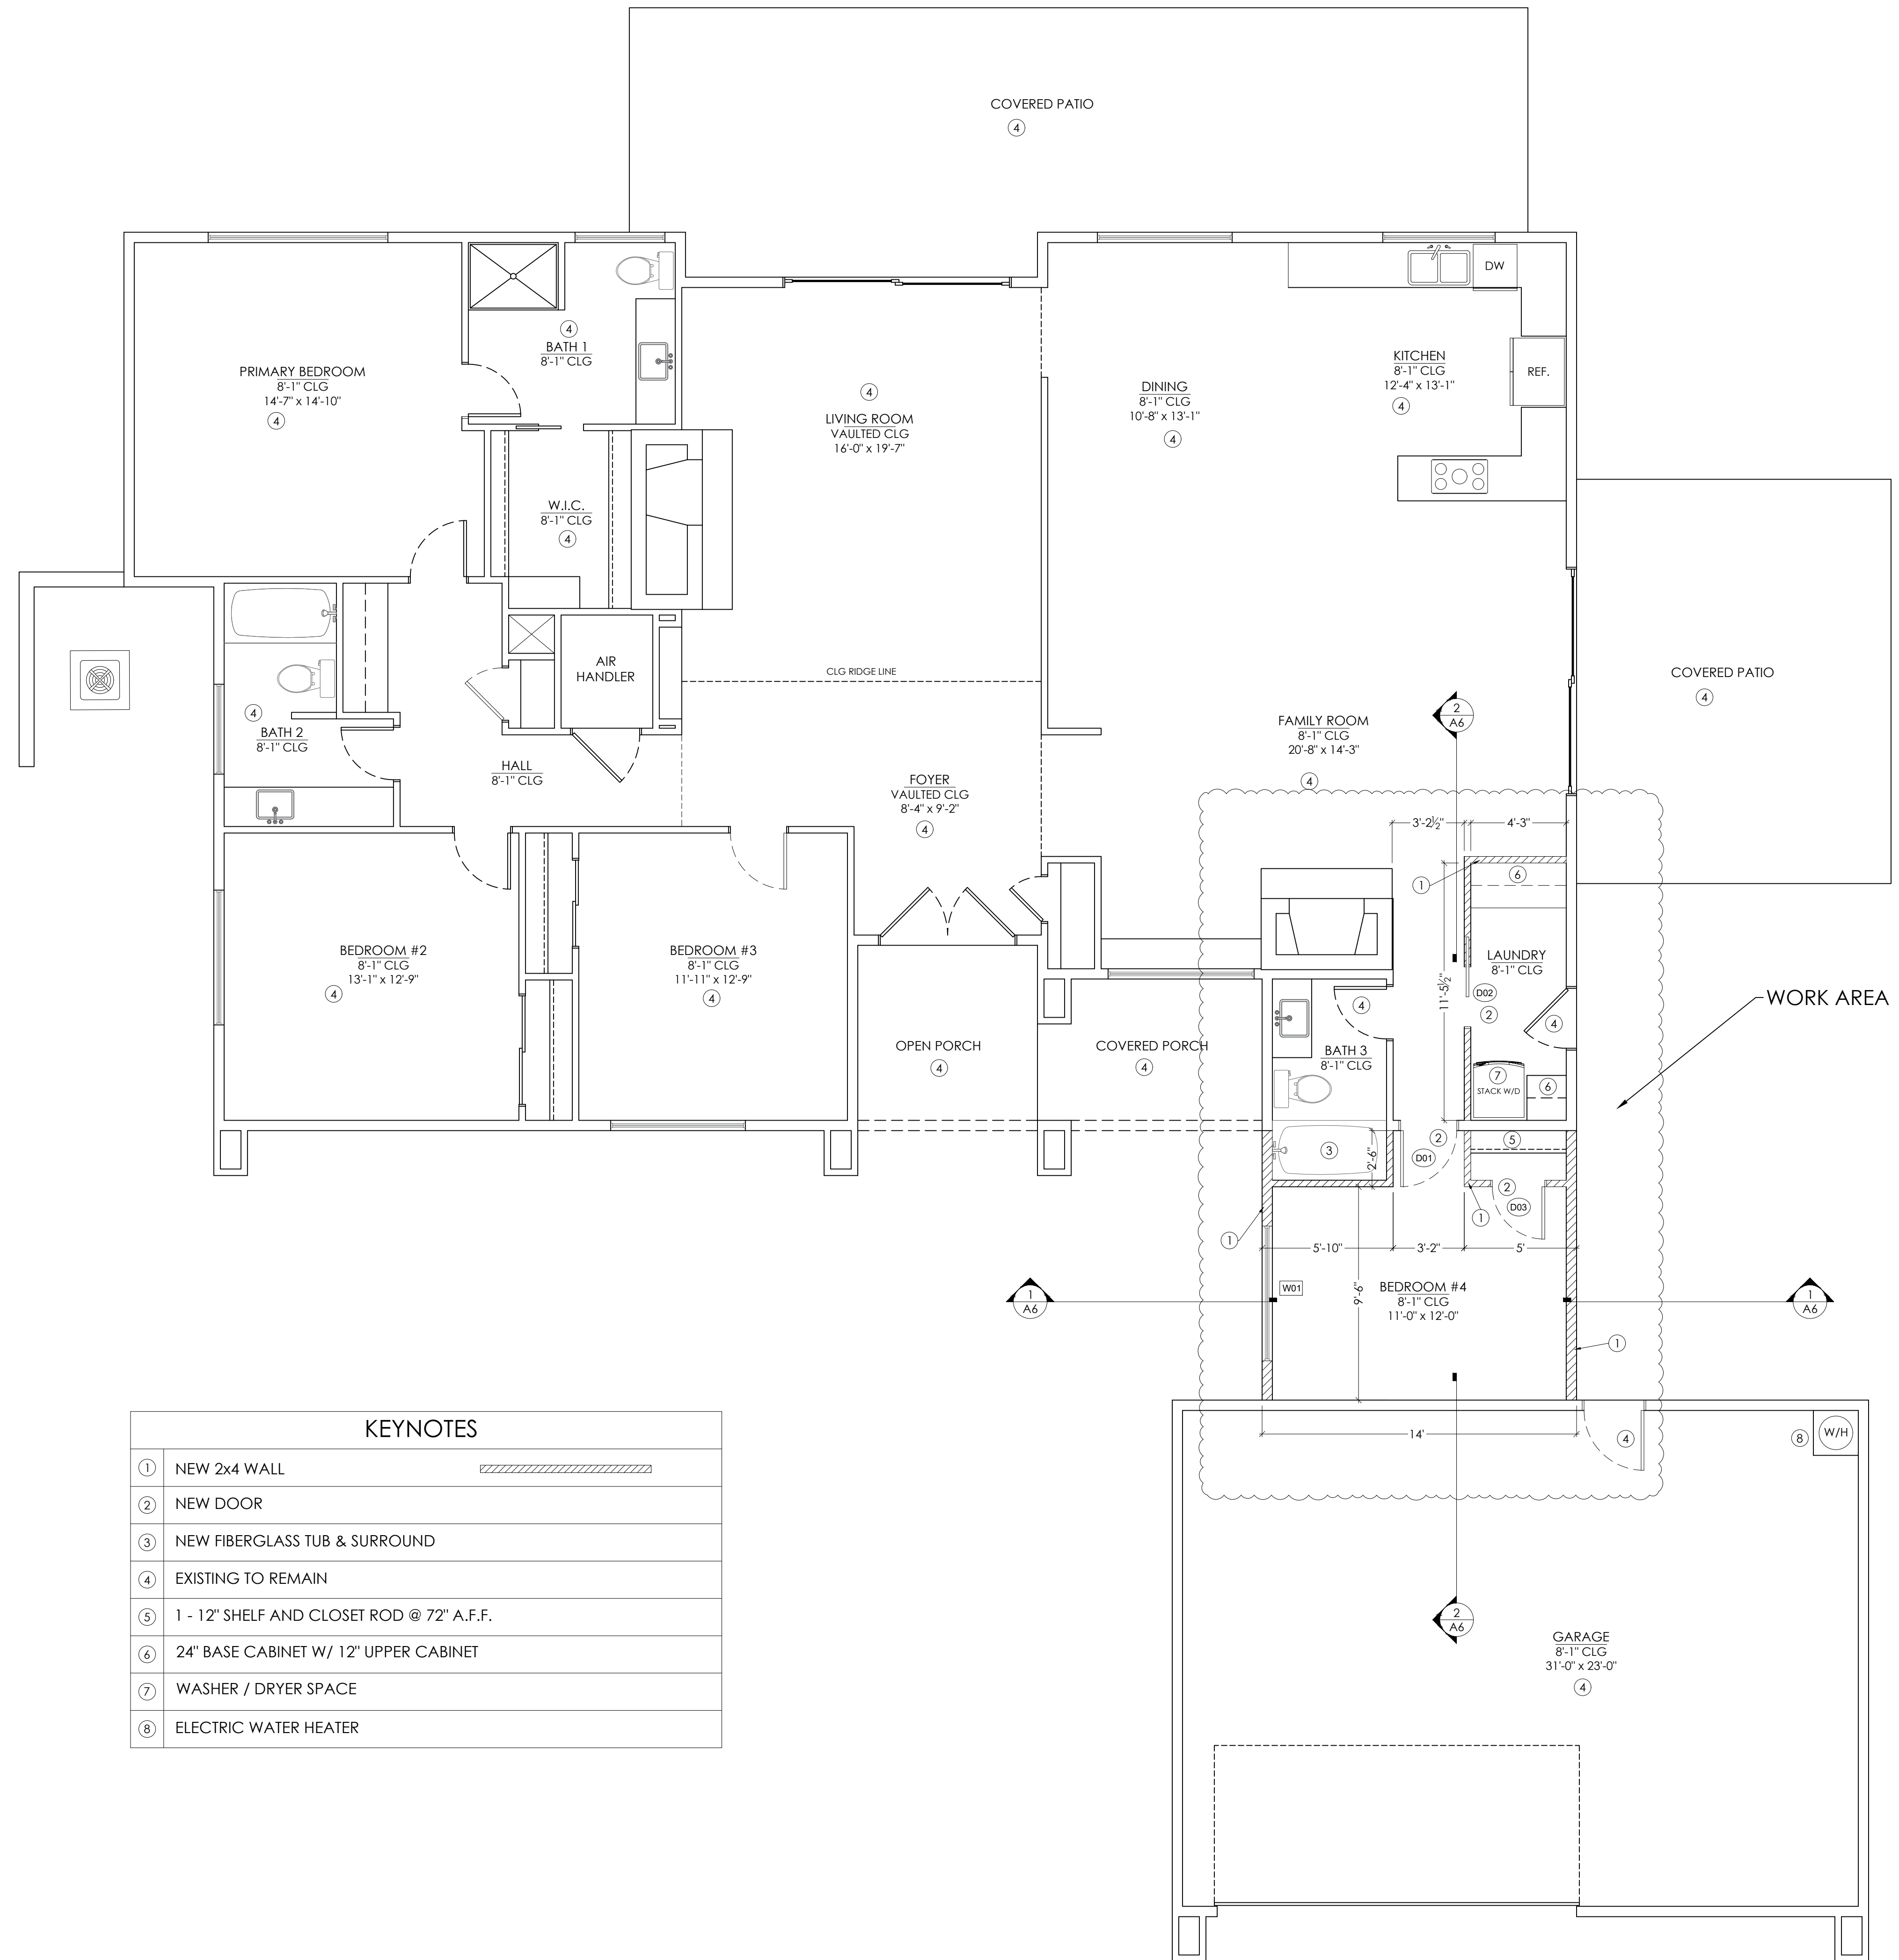 COVERED PATIO
4
DW
4
BATH 1
8'-1" CLG
PRIMARY BEDROOM
8'-1" CLG
14'-7" x 14'-10"
4
4
LIVING ROOM
VAULTED CLG
16'-0" x 19'-7"
DINING
8'-1" CLG
10'-8" x 13'-1"
4
KITCHEN
8'-1" CLG
12'-4" x 13'-1"
4
REF.
W.I.C.
8'-1" CLG
4
AIR
HANDLER
CLG RIDGE LINE
COVERED PATIO
4
4
BATH 2
8'-1" CLG
HALL
8'-1" CLG
FOYER
VAULTED CLG
8'-4" x 9'-2"
4
FAMILY ROOM
8'-1" CLG
20'-8" x 14'-3"
4
2
A6
3'-2½"
4'-3"
1
6
11'-5½"
LAUNDRY
8'-1" CLG
D02
2
4
WORK AREA
BEDROOM #2
8'-1" CLG
13'-1" x 12'-9"
4
BEDROOM #3
8'-1" CLG
11'-11" x 12'-9"
4
OPEN PORCH
4
COVERED PORCH
4
4
BATH 3
8'-1" CLG
7
STACK W/D
6
3
2'-6"
2
D01
5
2
D03
1
1
5'-10"
3'-2"
5'
W01
9'-6"
BEDROOM #4
8'-1" CLG
11'-0" x 12'-0"
1
A6
1
A6
1
14'
4
8
W/H
2
A6
GARAGE
8'-1" CLG
31'-0" x 23'-0"
4
KEYNOTES
1 NEW 2x4 WALL
2 NEW DOOR
3 NEW FIBERGLASS TUB & SURROUND
4 EXISTING TO REMAIN
5 1 - 12" SHELF AND CLOSET ROD @ 72" A.F.F.
6 24" BASE CABINET W/ 12" UPPER CABINET
7 WASHER / DRYER SPACE
8 ELECTRIC WATER HEATER